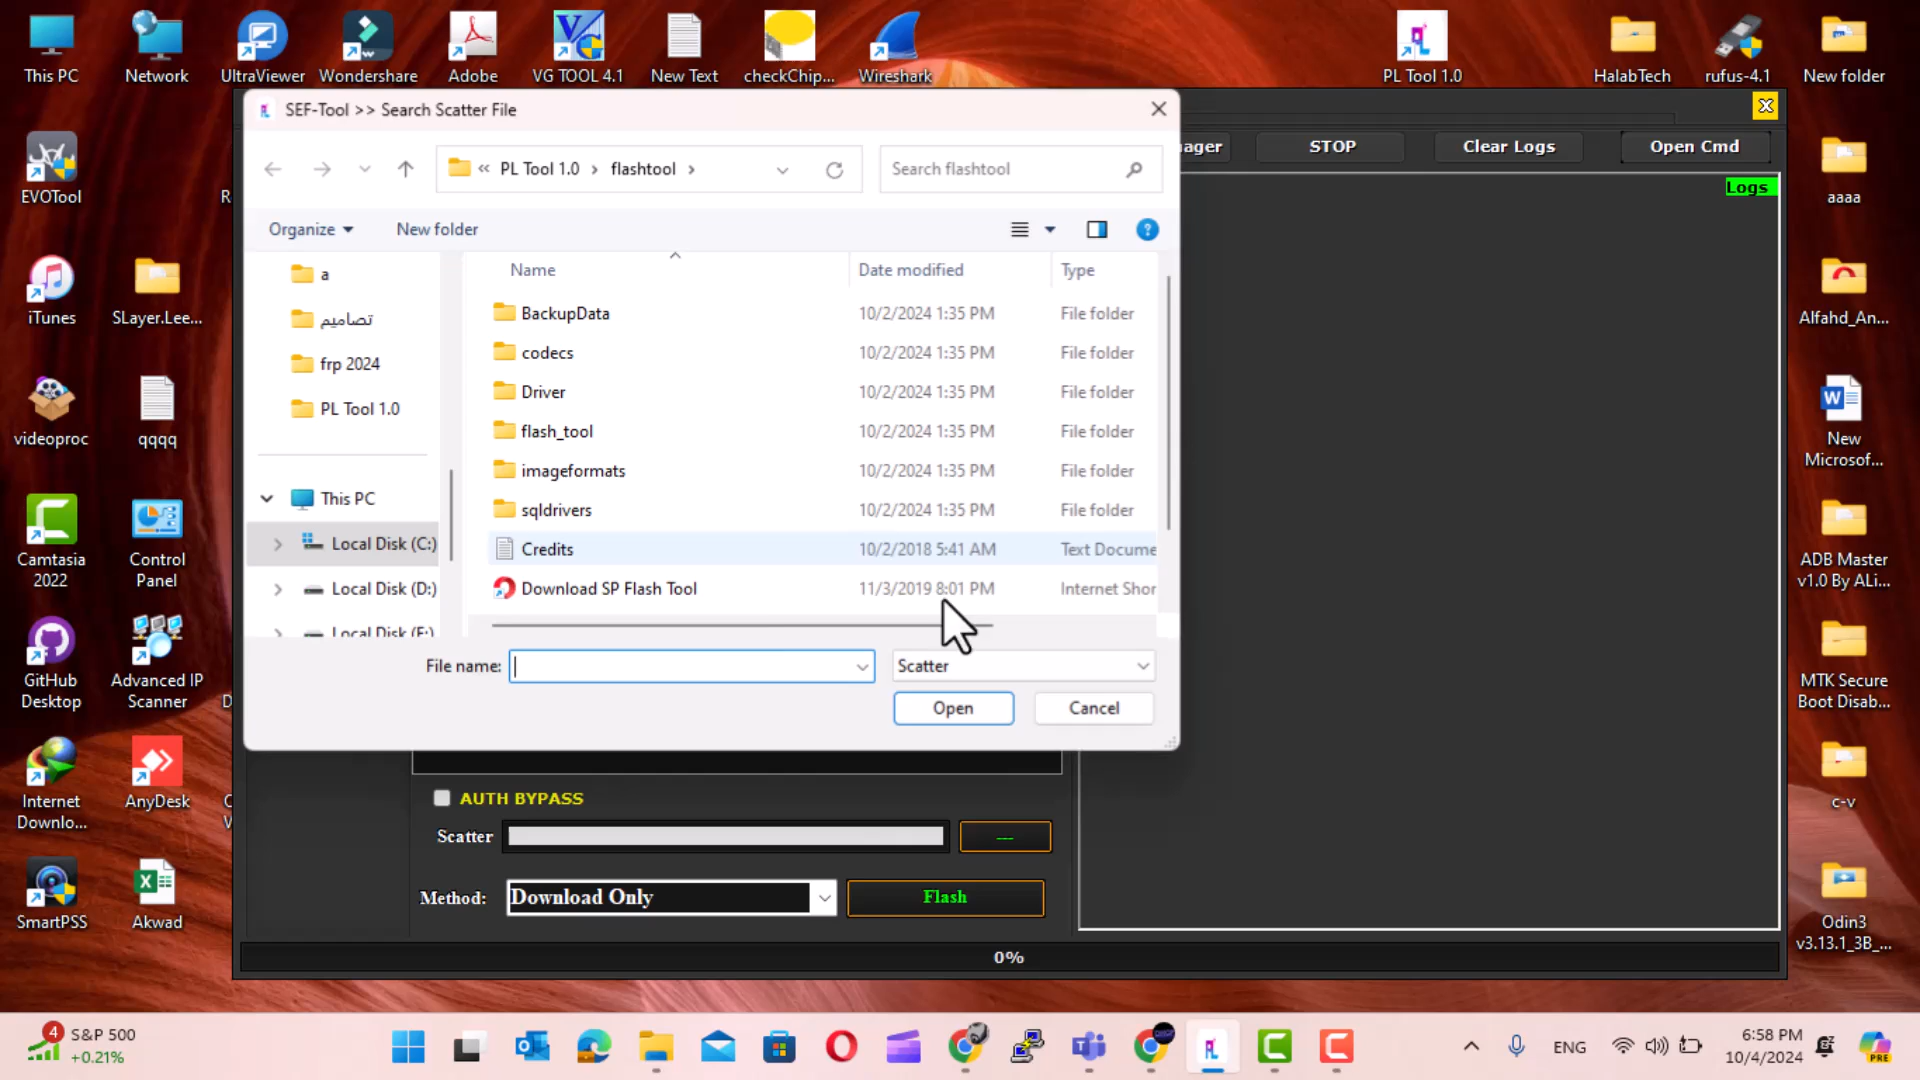 This PC
Network
UltraViewer
Wondershare
Adobe
VG TOOL 4.1
New Text
checkChip...
Wireshark
PL Tool 1.0
HalabTech
rufus-4.1
New folder
EVOTool
iTunes
SLayer.Lee...
videoproc
qqqq
Camtasia
2022
Control
Panel
GitHub
Desktop
Advanced IP
Scanner
Internet
Downlo...
AnyDesk
SmartPSS
Akwad
SEF-Tool >> Search Scatter File
« PL Tool 1.0 › flashtool ›
Search flashtool
Organize
New folder
a
تصاميم
frp 2024
PL Tool 1.0
This PC
Local Disk (C:)
Local Disk (D:)
Local Disk (E:)
Name
Date modified
Type
BackupData
10/2/2024 1:35 PM
File folder
codecs
10/2/2024 1:35 PM
File folder
Driver
10/2/2024 1:35 PM
File folder
flash_tool
10/2/2024 1:35 PM
File folder
imageformats
10/2/2024 1:35 PM
File folder
sqldrivers
10/2/2024 1:35 PM
File folder
Credits
10/2/2018 5:41 AM
Text Docume
Download SP Flash Tool
11/3/2019 8:01 PM
Internet Shor
File name:
Scatter
Open
Cancel
ager
STOP
Clear Logs
Open Cmd
Logs
AUTH BYPASS
Scatter
---
Method:
Download Only
Flash
0%
aaaa
Alfahd_An...
New
Microsof...
ADB Master
v1.0 By ALi...
MTK Secure
Boot Disab...
c-v
Odin3
v3.13.1_3B_...
4
S&P 500
+0.21%
ENG
6:58 PM
10/4/2024
PRE